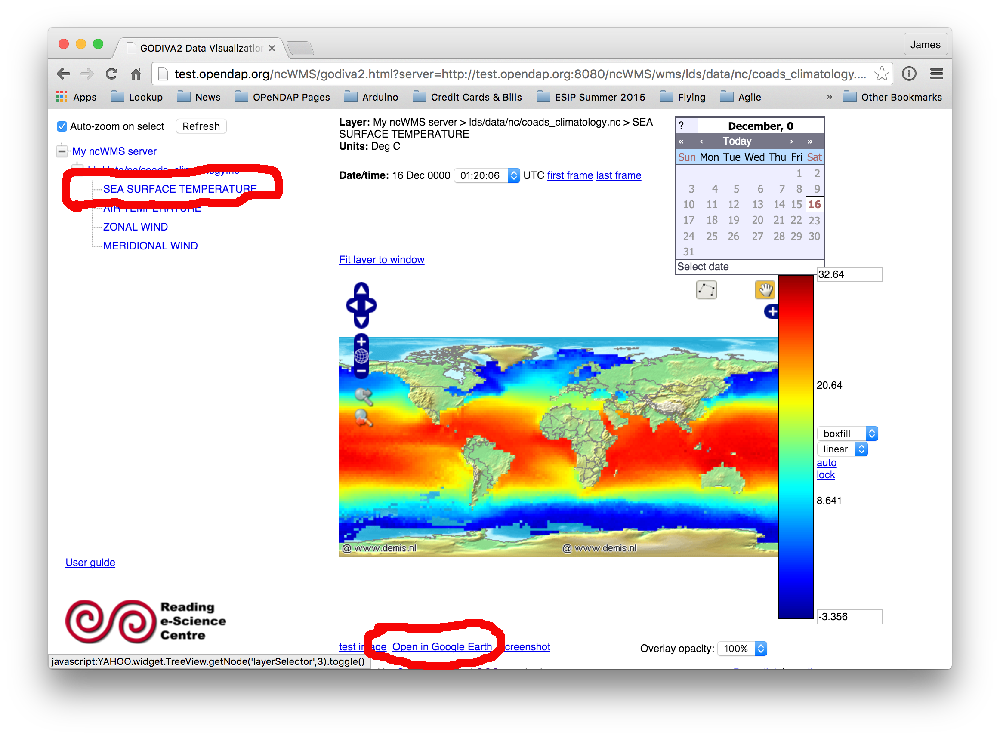 GODIVA2 Data Visualization
James
test.opendap.org/ncWMS/godiva2.html?server=http://test.opendap.org:8080/ncWMS/wms/lds/data/nc/coads_climatology....
Apps Lookup News OPeNDAP Pages Arduino Credit Cards & Bills ESIP Summer 2015 Flying Agile » Other Bookmarks
Auto-zoom on select Refresh
My ncWMS server
lds/data/nc/coads_climatology.nc
SEA SURFACE TEMPERATURE
AIR TEMPERATURE
ZONAL WIND
MERIDIONAL WIND
User guide
Reading
e-Science
Centre
Layer: My ncWMS server > lds/data/nc/coads_climatology.nc > SEA
SURFACE TEMPERATURE
Units: Deg C
Date/time: 16 Dec 0000 01:20:06 UTC first frame last frame
Fit layer to window
? December, 0
« ‹ Today › »
Sun Mon Tue Wed Thu Fri Sat
1 2
3 4 5 6 7 8 9
10 11 12 13 14 15 16
17 18 19 20 21 22 23
24 25 26 27 28 29 30
31
Select date
32.64
20.64
boxfill
linear
auto
lock
8.641
-3.356
@ www.demis.nl @ www.demis.nl
test image Open in Google Earth screenshot
Overlay opacity: 100%
javascript:YAHOO.widget.TreeView.getNode('layerSelector',3).toggle()